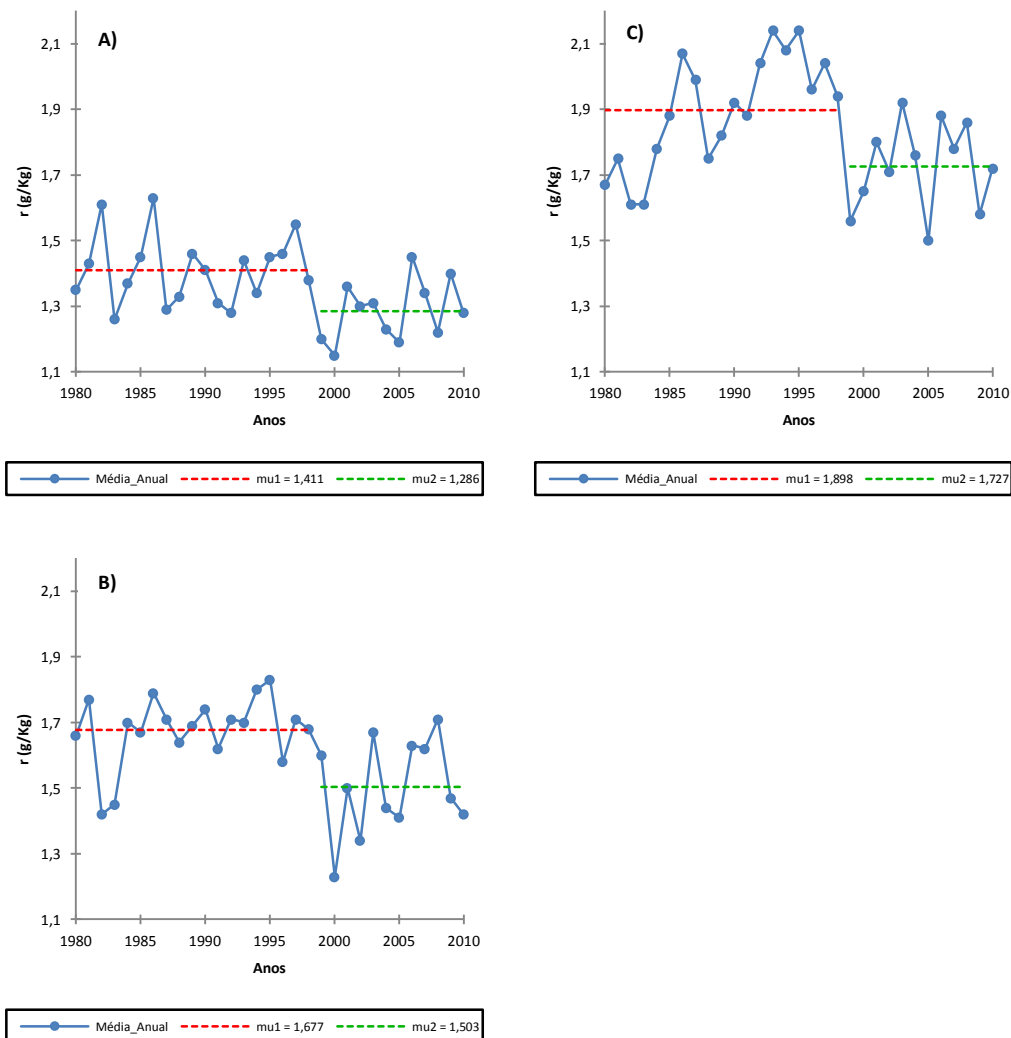 A)
2,1
1,9
1,7
1,5
1,3
1,1
r (g/Kg)
1980 1985 1990 1995 2000 2005 2010
Anos
Média_Anual mu1 = 1,411 mu2 = 1,286
C)
2,1
1,9
1,7
1,5
1,3
1,1
r (g/Kg)
1980 1985 1990 1995 2000 2005 2010
Anos
Média_Anual mu1 = 1,898 mu2 = 1,727
B)
2,1
1,9
1,7
1,5
1,3
1,1
r (g/Kg)
1980 1985 1990 1995 2000 2005 2010
Anos
Média_Anual mu1 = 1,677 mu2 = 1,503